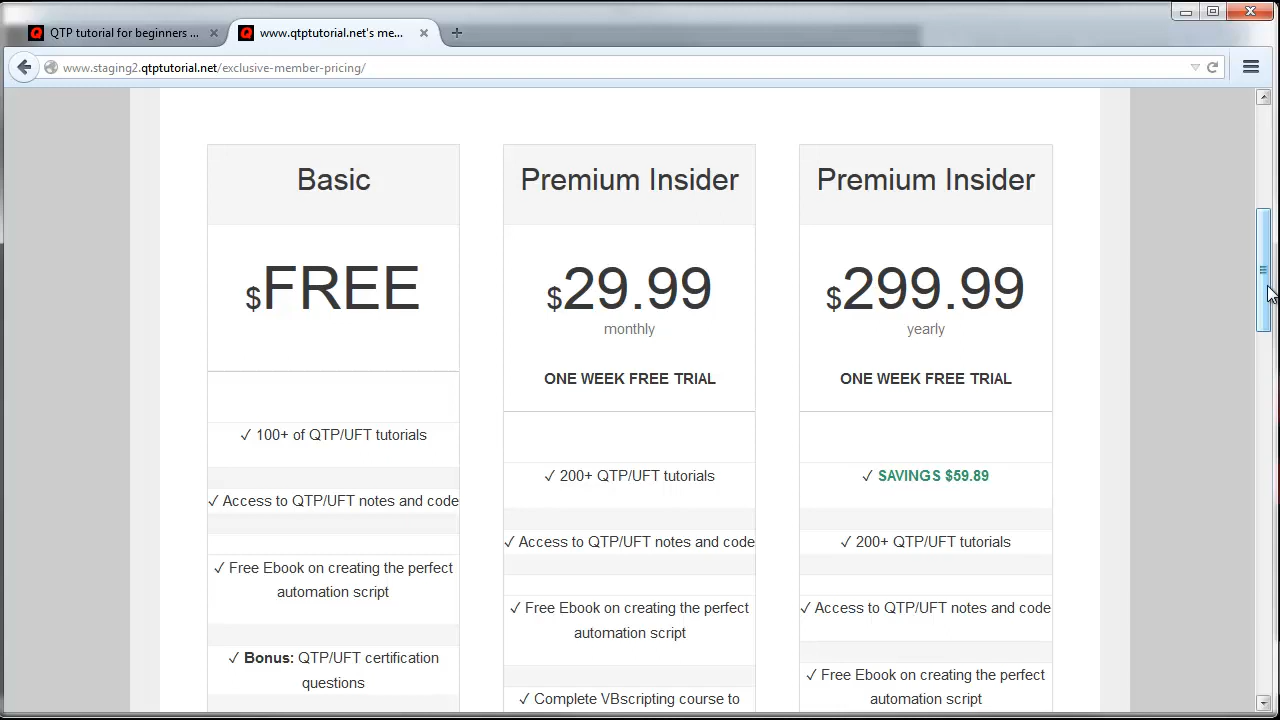 QTP tutorial for beginners ...
www.qtptutorial.net's me...
www.staging2.qtptutorial.net/exclusive-member-pricing/
Basic
$FREE
✓ 100+ of QTP/UFT tutorials
✓ Access to QTP/UFT notes and code
✓ Free Ebook on creating the perfect
automation script
✓ Bonus: QTP/UFT certification
questions
Premium Insider
$29.99
monthly
ONE WEEK FREE TRIAL
✓ 200+ QTP/UFT tutorials
✓ Access to QTP/UFT notes and code
✓ Free Ebook on creating the perfect
automation script
✓ Complete VBscripting course to
Premium Insider
$299.99
yearly
ONE WEEK FREE TRIAL
✓ SAVINGS $59.89
✓ 200+ QTP/UFT tutorials
✓ Access to QTP/UFT notes and code
✓ Free Ebook on creating the perfect
automation script